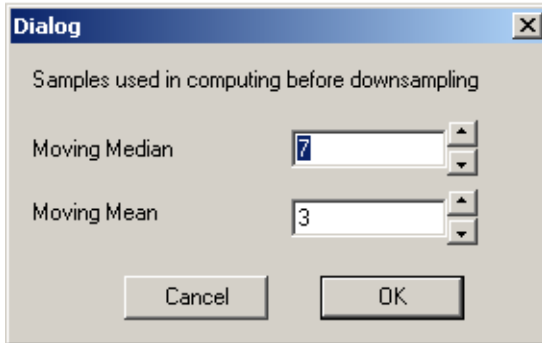 Dialog
Samples used in computing before downsampling
Moving Median 7
Moving Mean 3
Cancel OK